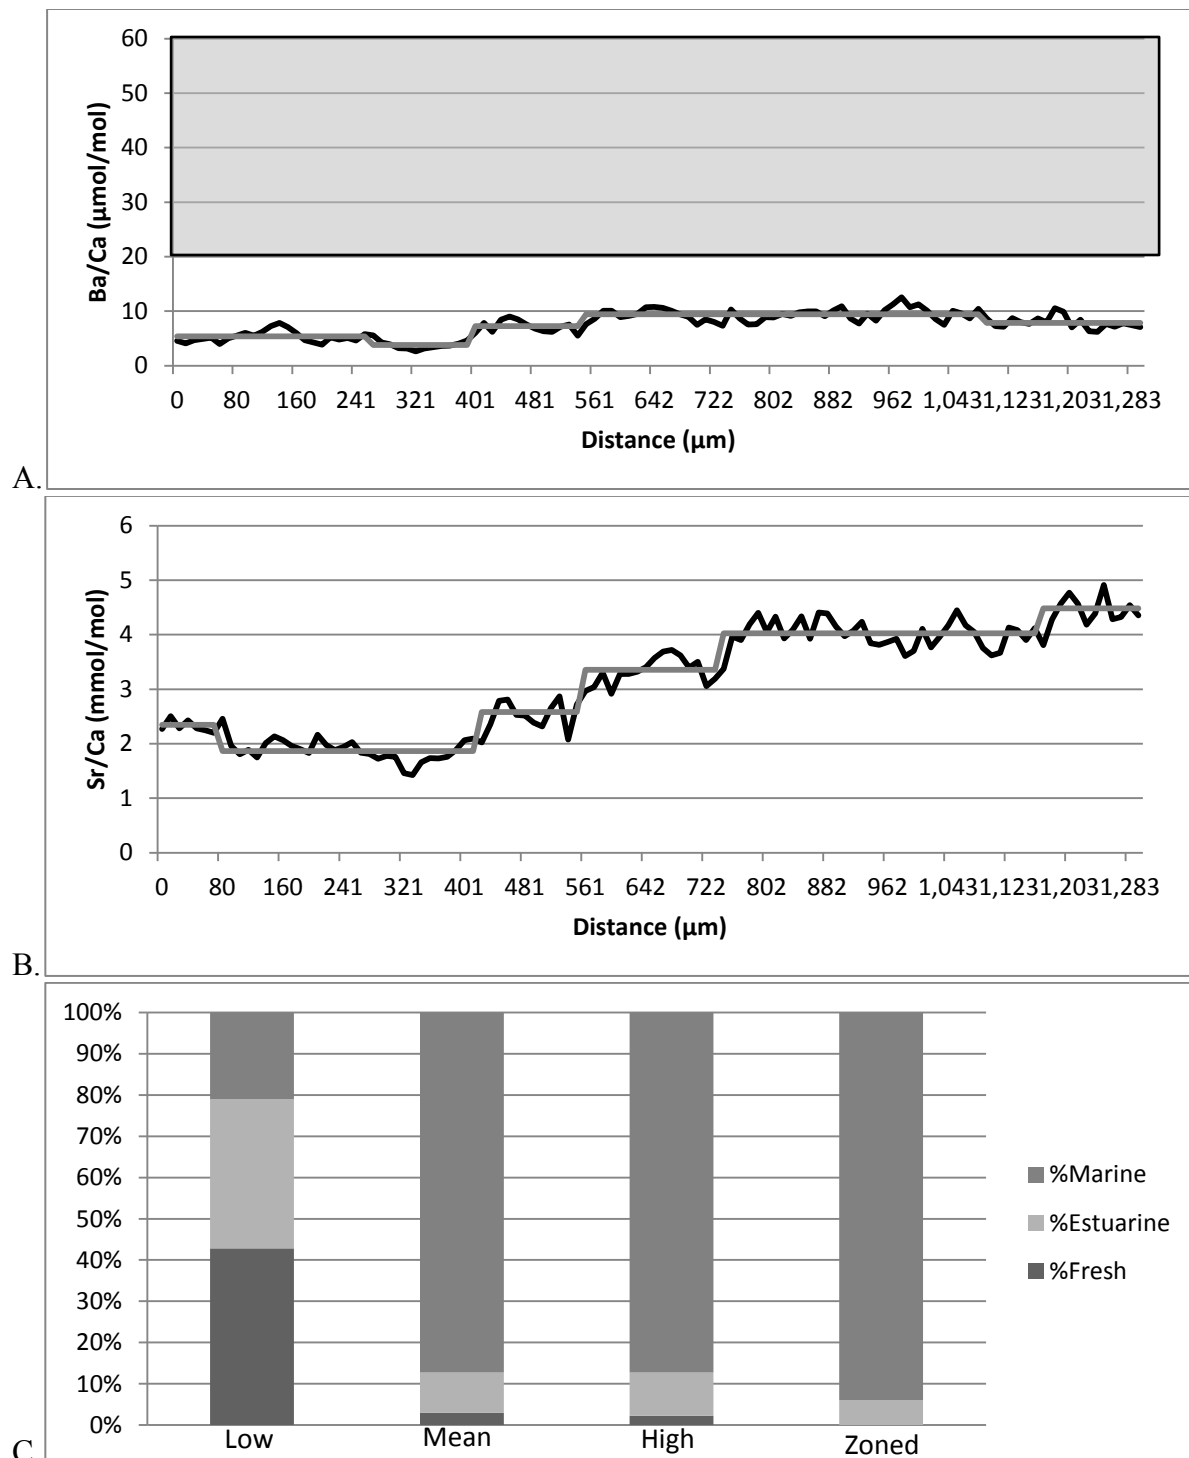 60
50
40
30
20
10
0
Ba/Ca (µmol/mol)
0 80 160 241 321 401 481 561 642 722 802 882 962 1,0431,1231,2031,283
Distance (µm)
A.
6
5
4
3
2
1
0
Sr/Ca (mmol/mol)
0 80 160 241 321 401 481 561 642 722 802 882 962 1,0431,1231,2031,283
Distance (µm)
B.
100%
90%
80%
70%
60%
50%
40%
30%
20%
10%
0%
%Marine
%Estuarine
%Fresh
Low Mean High Zoned
C